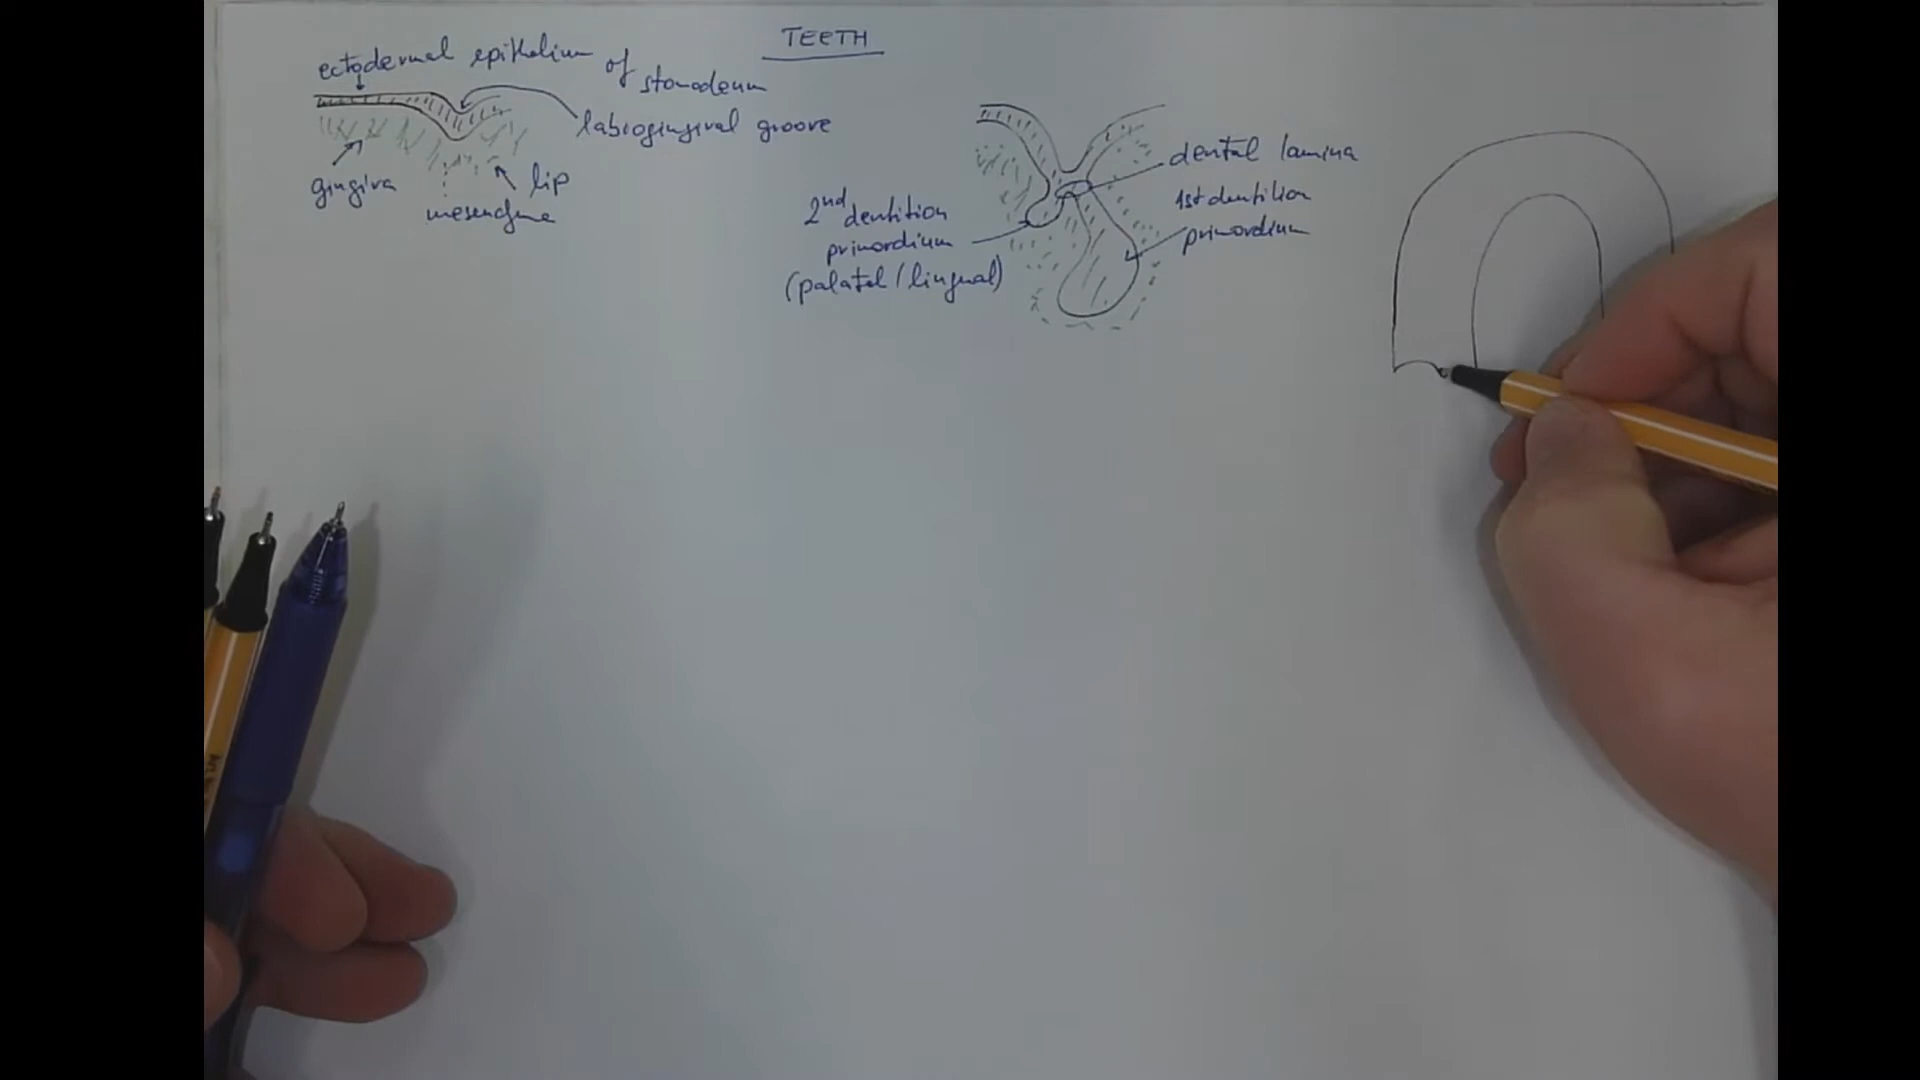 TEETH
ectodermal epithelium of stomodeum
labiogingival groove
gingiva
lip
mesenchyme
dental lamina
1st dentition
primordium
2nd dentition
primordium
(palatal/lingual)